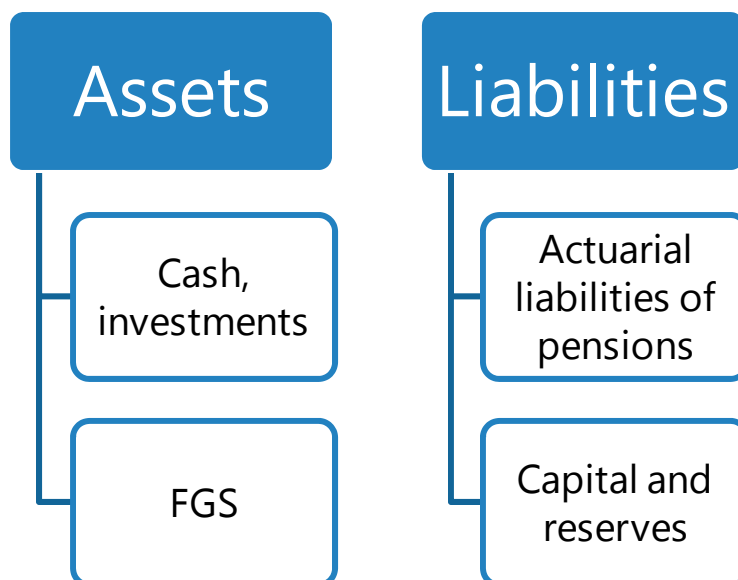 Assets
Cash,
investments
FGS
Liabilities
Actuarial
liabilities of
pensions
Capital and
reserves